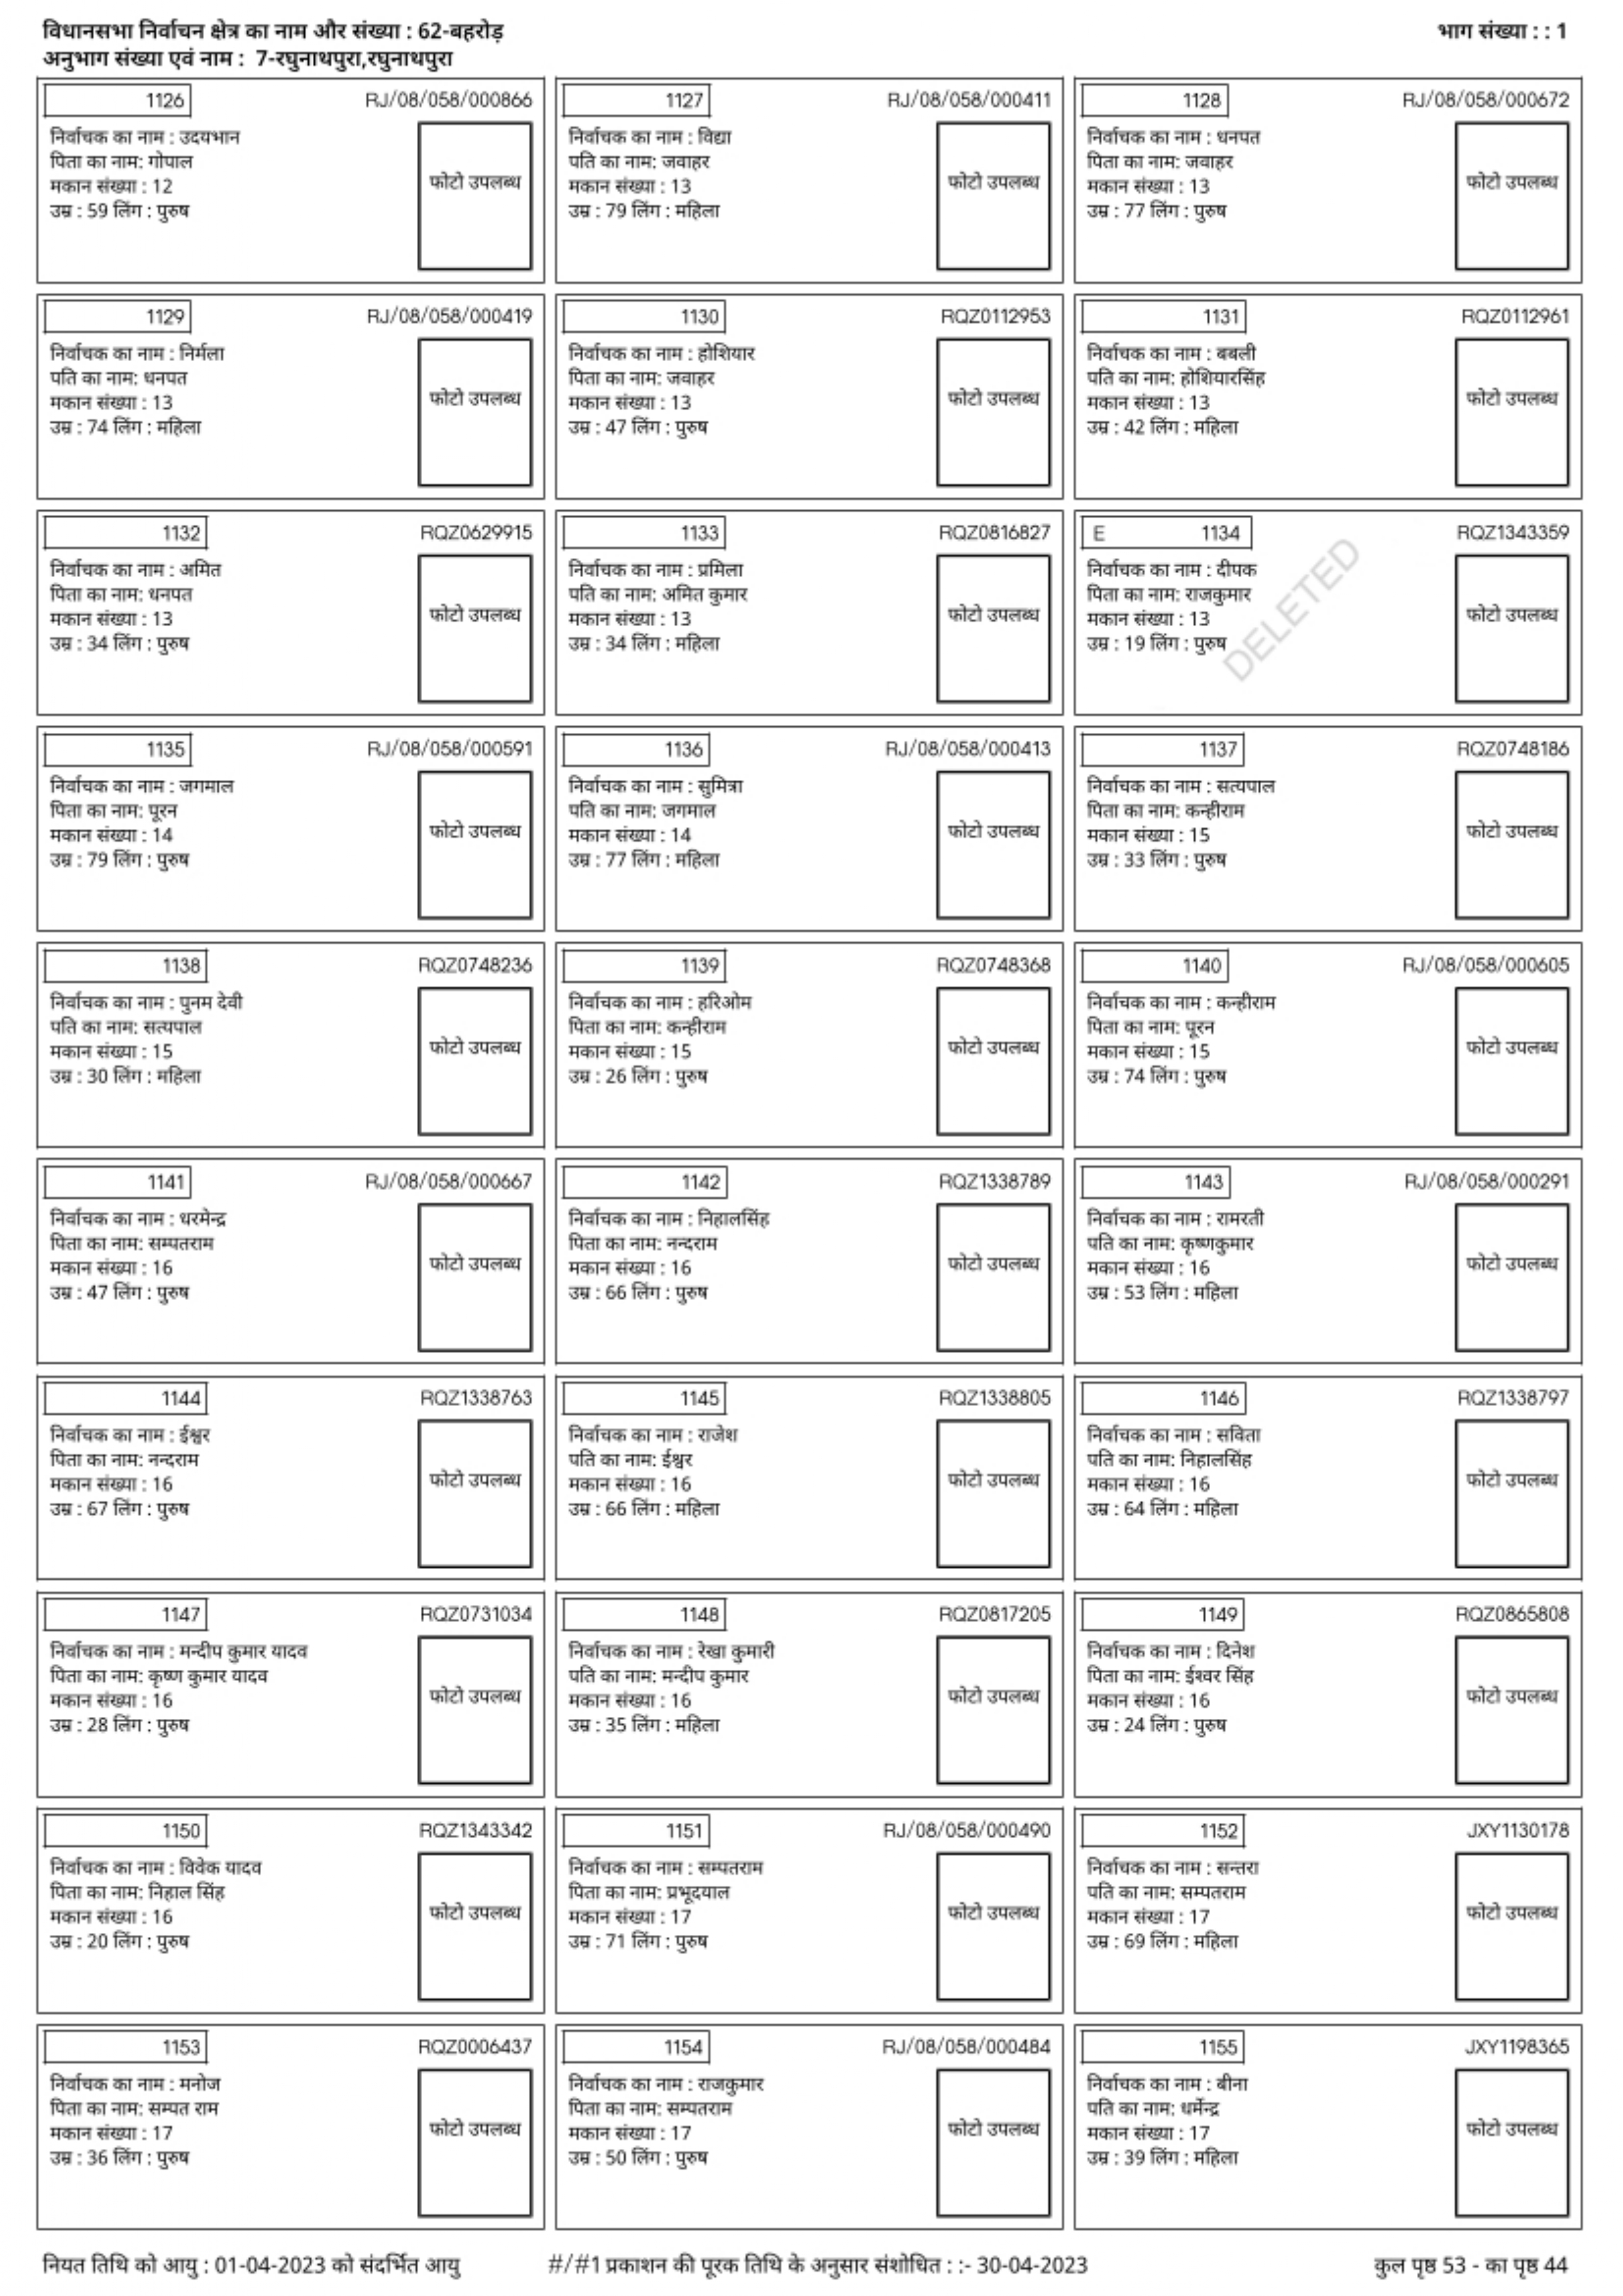 विधानसभा निर्वाचन क्षेत्र का नाम और संख्या : 62-बहरोड़ भाग संख्या : : 1
अनुभाग संख्या एवं नाम : 7-रघुनाथपुरा,रघुनाथपुरा
1126 RJ/08/058/000866
निर्वाचक का नाम : उदयभान
पिता का नाम: गोपाल
मकान संख्या : 12
उम्र : 59 लिंग : पुरुष
फोटो उपलब्ध
1127 RJ/08/058/000411
निर्वाचक का नाम : विद्या
पति का नाम: जवाहर
मकान संख्या : 13
उम्र : 79 लिंग : महिला
फोटो उपलब्ध
1128 RJ/08/058/000672
निर्वाचक का नाम : धनपत
पिता का नाम: जवाहर
मकान संख्या : 13
उम्र : 77 लिंग : पुरुष
फोटो उपलब्ध
1129 RJ/08/058/000419
निर्वाचक का नाम : निर्मला
पति का नाम: धनपत
मकान संख्या : 13
उम्र : 74 लिंग : महिला
फोटो उपलब्ध
1130 RQZ0112953
निर्वाचक का नाम : होशियार
पिता का नाम: जवाहर
मकान संख्या : 13
उम्र : 47 लिंग : पुरुष
फोटो उपलब्ध
1131 RQZ0112961
निर्वाचक का नाम : बबली
पति का नाम: होशियारसिंह
मकान संख्या : 13
उम्र : 42 लिंग : महिला
फोटो उपलब्ध
1132 RQZ0629915
निर्वाचक का नाम : अमित
पिता का नाम: धनपत
मकान संख्या : 13
उम्र : 34 लिंग : पुरुष
फोटो उपलब्ध
1133 RQZ0816827
निर्वाचक का नाम : प्रमिला
पति का नाम: अमित कुमार
मकान संख्या : 13
उम्र : 34 लिंग : महिला
फोटो उपलब्ध
E 1134 RQZ1343359
निर्वाचक का नाम : दीपक
पिता का नाम: राजकुमार
मकान संख्या : 13
उम्र : 19 लिंग : पुरुष
फोटो उपलब्ध
DELETED
1135 RJ/08/058/000591
निर्वाचक का नाम : जगमाल
पिता का नाम: पूरन
मकान संख्या : 14
उम्र : 79 लिंग : पुरुष
फोटो उपलब्ध
1136 RJ/08/058/000413
निर्वाचक का नाम : सुमित्रा
पति का नाम: जगमाल
मकान संख्या : 14
उम्र : 77 लिंग : महिला
फोटो उपलब्ध
1137 RQZ0748186
निर्वाचक का नाम : सत्यपाल
पिता का नाम: कन्हीराम
मकान संख्या : 15
उम्र : 33 लिंग : पुरुष
फोटो उपलब्ध
1138 RQZ0748236
निर्वाचक का नाम : पुनम देवी
पति का नाम: सत्यपाल
मकान संख्या : 15
उम्र : 30 लिंग : महिला
फोटो उपलब्ध
1139 RQZ0748368
निर्वाचक का नाम : हरिओम
पिता का नाम: कन्हीराम
मकान संख्या : 15
उम्र : 26 लिंग : पुरुष
फोटो उपलब्ध
1140 RJ/08/058/000605
निर्वाचक का नाम : कन्हीराम
पिता का नाम: पूरन
मकान संख्या : 15
उम्र : 74 लिंग : पुरुष
फोटो उपलब्ध
1141 RJ/08/058/000667
निर्वाचक का नाम : धरमेन्द्र
पिता का नाम: सम्पतराम
मकान संख्या : 16
उम्र : 47 लिंग : पुरुष
फोटो उपलब्ध
1142 RQZ1338789
निर्वाचक का नाम : निहालसिंह
पिता का नाम: नन्दराम
मकान संख्या : 16
उम्र : 66 लिंग : पुरुष
फोटो उपलब्ध
1143 RJ/08/058/000291
निर्वाचक का नाम : रामरती
पति का नाम: कृष्णकुमार
मकान संख्या : 16
उम्र : 53 लिंग : महिला
फोटो उपलब्ध
1144 RQZ1338763
निर्वाचक का नाम : ईश्वर
पिता का नाम: नन्दराम
मकान संख्या : 16
उम्र : 67 लिंग : पुरुष
फोटो उपलब्ध
1145 RQZ1338805
निर्वाचक का नाम : राजेश
पति का नाम: ईश्वर
मकान संख्या : 16
उम्र : 66 लिंग : महिला
फोटो उपलब्ध
1146 RQZ1338797
निर्वाचक का नाम : सविता
पति का नाम: निहालसिंह
मकान संख्या : 16
उम्र : 64 लिंग : महिला
फोटो उपलब्ध
1147 RQZ0731034
निर्वाचक का नाम : मन्दीप कुमार यादव
पिता का नाम: कृष्ण कुमार यादव
मकान संख्या : 16
उम्र : 28 लिंग : पुरुष
फोटो उपलब्ध
1148 RQZ0817205
निर्वाचक का नाम : रेखा कुमारी
पति का नाम: मन्दीप कुमार
मकान संख्या : 16
उम्र : 35 लिंग : महिला
फोटो उपलब्ध
1149 RQZ0865808
निर्वाचक का नाम : दिनेश
पिता का नाम: ईश्वर सिंह
मकान संख्या : 16
उम्र : 24 लिंग : पुरुष
फोटो उपलब्ध
1150 RQZ1343342
निर्वाचक का नाम : विवेक यादव
पिता का नाम: निहाल सिंह
मकान संख्या : 16
उम्र : 20 लिंग : पुरुष
फोटो उपलब्ध
1151 RJ/08/058/000490
निर्वाचक का नाम : सम्पतराम
पिता का नाम: प्रभूदयाल
मकान संख्या : 17
उम्र : 71 लिंग : पुरुष
फोटो उपलब्ध
1152 JXY1130178
निर्वाचक का नाम : सन्तरा
पति का नाम: सम्पतराम
मकान संख्या : 17
उम्र : 69 लिंग : महिला
फोटो उपलब्ध
1153 RQZ0006437
निर्वाचक का नाम : मनोज
पिता का नाम: सम्पत राम
मकान संख्या : 17
उम्र : 36 लिंग : पुरुष
फोटो उपलब्ध
1154 RJ/08/058/000484
निर्वाचक का नाम : राजकुमार
पिता का नाम: सम्पतराम
मकान संख्या : 17
उम्र : 50 लिंग : पुरुष
फोटो उपलब्ध
1155 JXY1198365
निर्वाचक का नाम : बीना
पति का नाम: धर्मेन्द्र
मकान संख्या : 17
उम्र : 39 लिंग : महिला
फोटो उपलब्ध
नियत तिथि को आयु : 01-04-2023 को संदर्भित आयु #/#1 प्रकाशन की पूरक तिथि के अनुसार संशोधित : :- 30-04-2023 कुल पृष्ठ 53 - का पृष्ठ 44